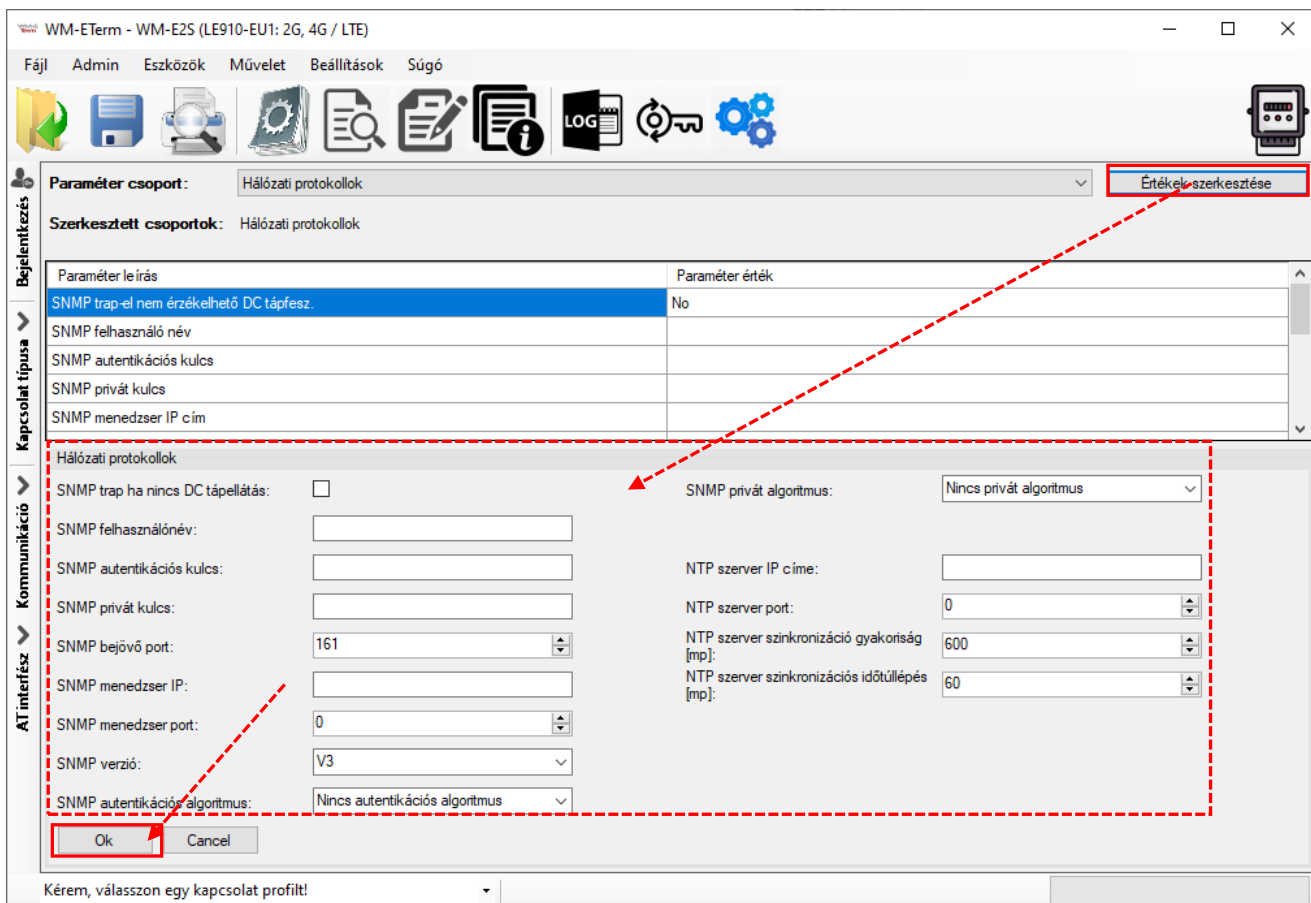 WM-ETerm - WM-E2S (LE910-EU1: 2G, 4G / LTE)
Fájl Admin Eszközök Művelet Beállítások Súgó
LOG
Bejelentkezés
Kapcsolat típusa
Kommunikáció
AT interfész
Paraméter csoport: Hálózati protokollok Értékek szerkesztése
Szerkesztett csoportok: Hálózati protokollok
Paraméter leírás Paraméter érték
SNMP trap-el nem érzékelhető DC tápfesz. No
SNMP felhasználó név
SNMP autentikációs kulcs
SNMP privát kulcs
SNMP menedzser IP cím
Hálózati protokollok
SNMP trap ha nincs DC tápellátás: SNMP privát algoritmus: Nincs privát algoritmus
SNMP felhasználónév:
SNMP autentikációs kulcs: NTP szerver IP címe:
SNMP privát kulcs: NTP szerver port: 0
SNMP bejövő port: 161 NTP szerver szinkronizáció gyakoriság
[mp]: 600
SNMP menedzser IP: NTP szerver szinkronizációs időtúllépés
[mp]: 60
SNMP menedzser port: 0
SNMP verzió: V3
SNMP autentikációs algoritmus: Nincs autentikációs algoritmus
Ok Cancel
Kérem, válasszon egy kapcsolat profilt!